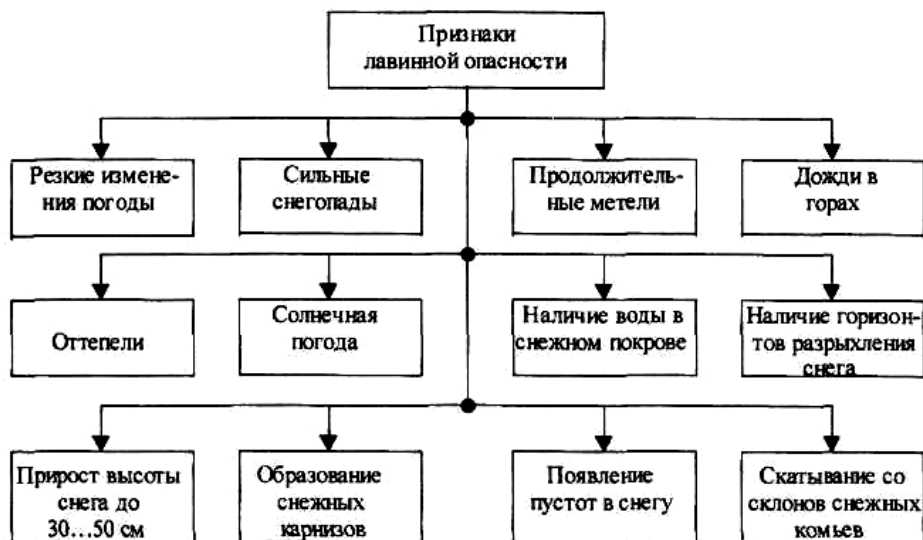 Признаки
лавинной опасности
Резкие измене-
ния погоды
Сильные
снегопады
Продолжитель-
ные метели
Дожди в
горах
Оттепели
Солнечная
погода
Наличие воды в
снежном покрове
Наличие горизон-
тов разрыхления
снега
Прирост высоты
снега до
30...50 см
Образование
снежных
карнизов
Появление
пустот в снегу
Скатывание со
склонов снежных
комьев